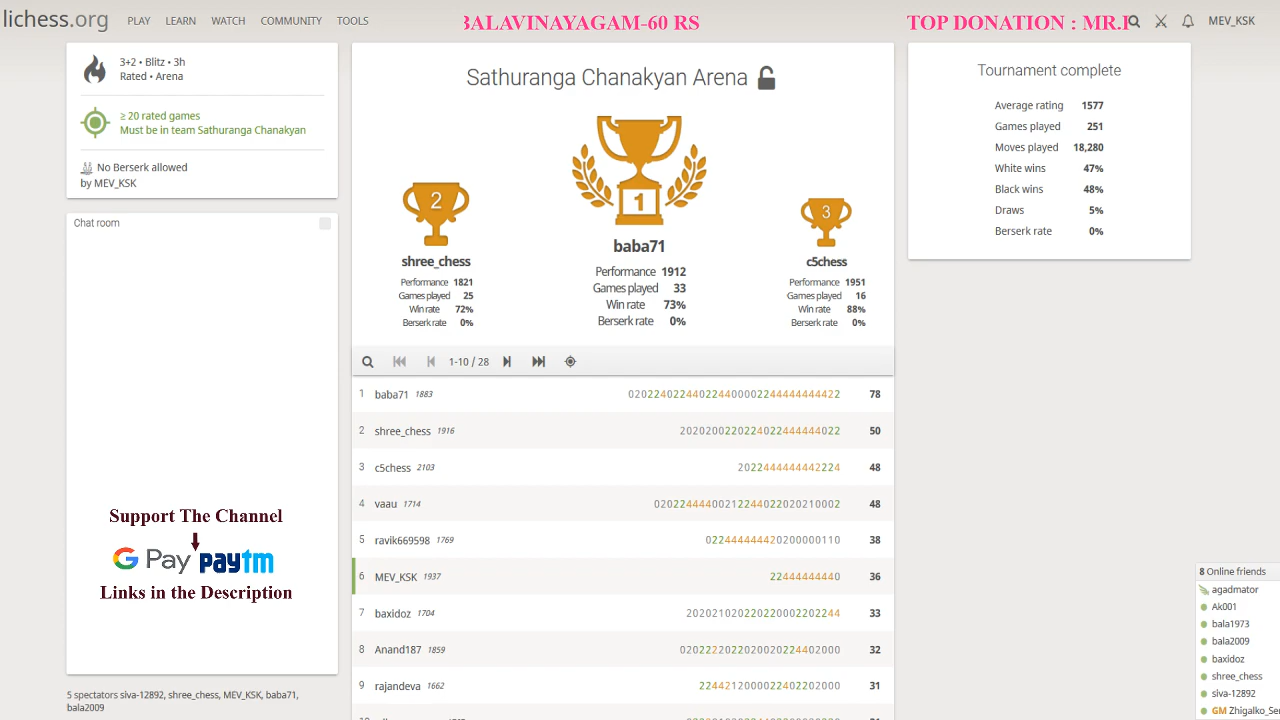 lichess.org PLAY LEARN WATCH COMMUNITY TOOLS
BALAVINAYAGAM-60 RS
TOP DONATION : MR.
MEV_KSK
3+2 • Blitz • 3h
Rated • Arena
≥ 20 rated games
Must be in team Sathuranga Chanakyan
No Berserk allowed
by MEV_KSK
Chat room
Support The Channel
G Pay paytm
Links in the Description
5 spectators siva-12892, shree_chess, MEV_KSK, baba71,
bala2009
Sathuranga Chanakyan Arena
2
shree_chess
Performance 1821
Games played 25
Win rate 72%
Berserk rate 0%
1
baba71
Performance 1912
Games played 33
Win rate 73%
Berserk rate 0%
3
c5chess
Performance 1951
Games played 16
Win rate 88%
Berserk rate 0%
1-10 / 28
1 baba71 1883 020224022440224400002244444444422 78
2 shree_chess 1916 2020200220224022444444022 50
3 c5chess 2103 2022444444442224 48
4 vaau 1714 02022444400212244022020210002 48
5 ravik669598 1769 022444444420200000110 38
6 MEV_KSK 1937 22444444440 36
7 baxidoz 1704 202021020220220002202244 33
8 Anand187 1859 0202222022020020224402000 32
9 rajandeva 1662 2244212000022402202000 31
Tournament complete
Average rating 1577
Games played 251
Moves played 18,280
White wins 47%
Black wins 48%
Draws 5%
Berserk rate 0%
8 Online friends
agadmator
Ak001
bala1973
bala2009
baxidoz
shree_chess
siva-12892
GM Zhigalko_Se